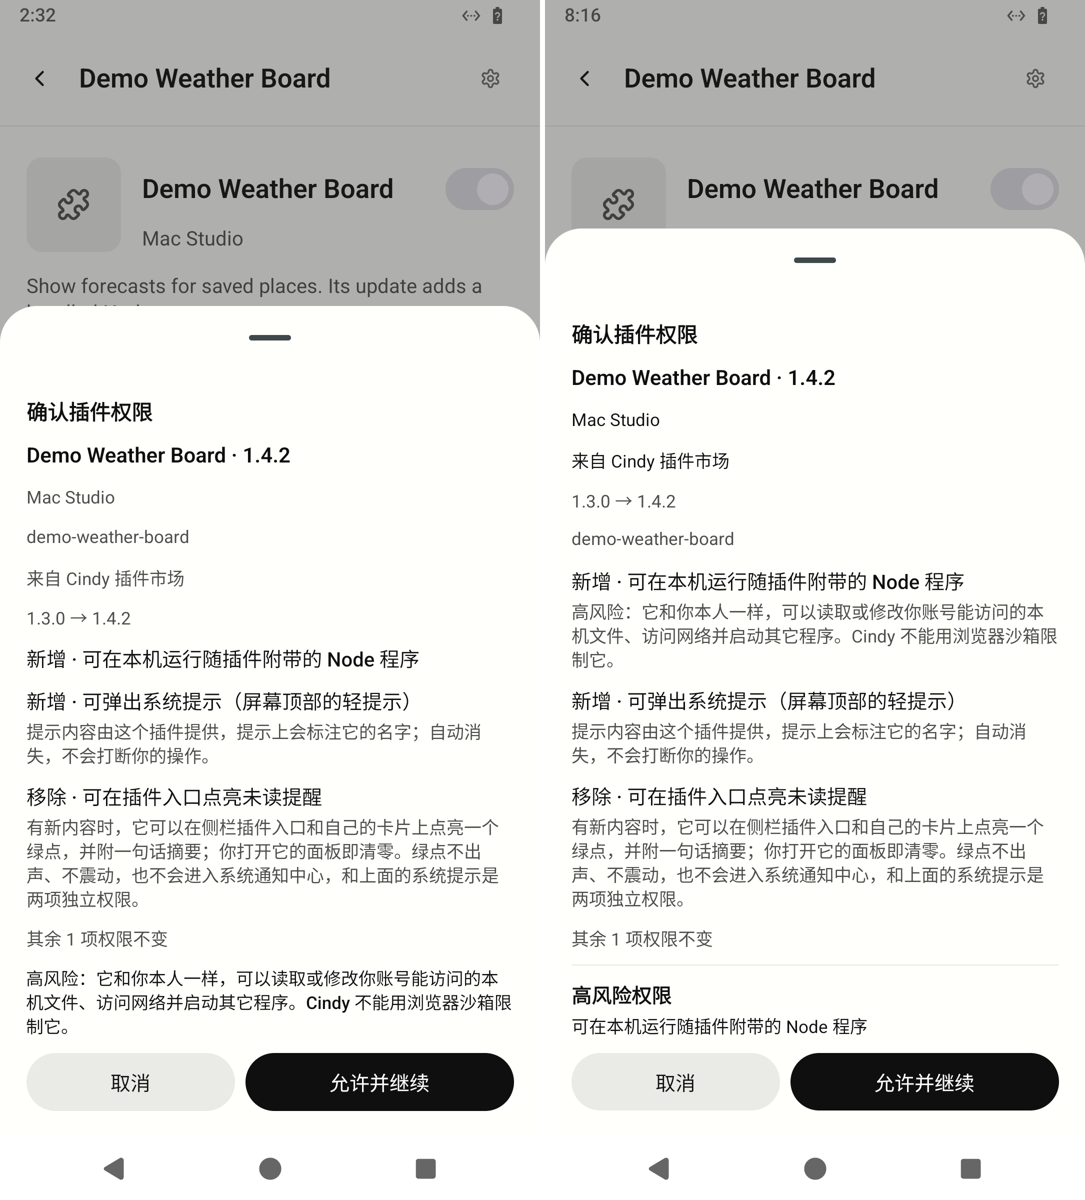 2:32
Demo Weather Board
Demo Weather Board
Mac Studio
Show forecasts for saved places. Its update adds a
确认插件权限
Demo Weather Board · 1.4.2
Mac Studio
demo-weather-board
来自 Cindy 插件市场
1.3.0 → 1.4.2
新增 · 可在本机运行随插件附带的 Node 程序
新增 · 可弹出系统提示（屏幕顶部的轻提示）
提示内容由这个插件提供，提示上会标注它的名字；自动消
失，不会打断你的操作。
移除 · 可在插件入口点亮未读提醒
有新内容时，它可以在侧栏插件入口和自己的卡片上点亮一个
绿点，并附一句话摘要；你打开它的面板即清零。绿点不出
声、不震动，也不会进入系统通知中心，和上面的系统提示是
两项独立权限。
其余 1 项权限不变
高风险：它和你本人一样，可以读取或修改你账号能访问的本
机文件、访问网络并启动其它程序。Cindy 不能用浏览器沙箱限
制它。
取消
允许并继续
8:16
Demo Weather Board
Demo Weather Board
确认插件权限
Demo Weather Board · 1.4.2
Mac Studio
来自 Cindy 插件市场
1.3.0 → 1.4.2
demo-weather-board
新增 · 可在本机运行随插件附带的 Node 程序
高风险：它和你本人一样，可以读取或修改你账号能访问的本
机文件、访问网络并启动其它程序。Cindy 不能用浏览器沙箱限
制它。
新增 · 可弹出系统提示（屏幕顶部的轻提示）
提示内容由这个插件提供，提示上会标注它的名字；自动消
失，不会打断你的操作。
移除 · 可在插件入口点亮未读提醒
有新内容时，它可以在侧栏插件入口和自己的卡片上点亮一个
绿点，并附一句话摘要；你打开它的面板即清零。绿点不出
声、不震动，也不会进入系统通知中心，和上面的系统提示是
两项独立权限。
其余 1 项权限不变
高风险权限
可在本机运行随插件附带的 Node 程序
取消
允许并继续